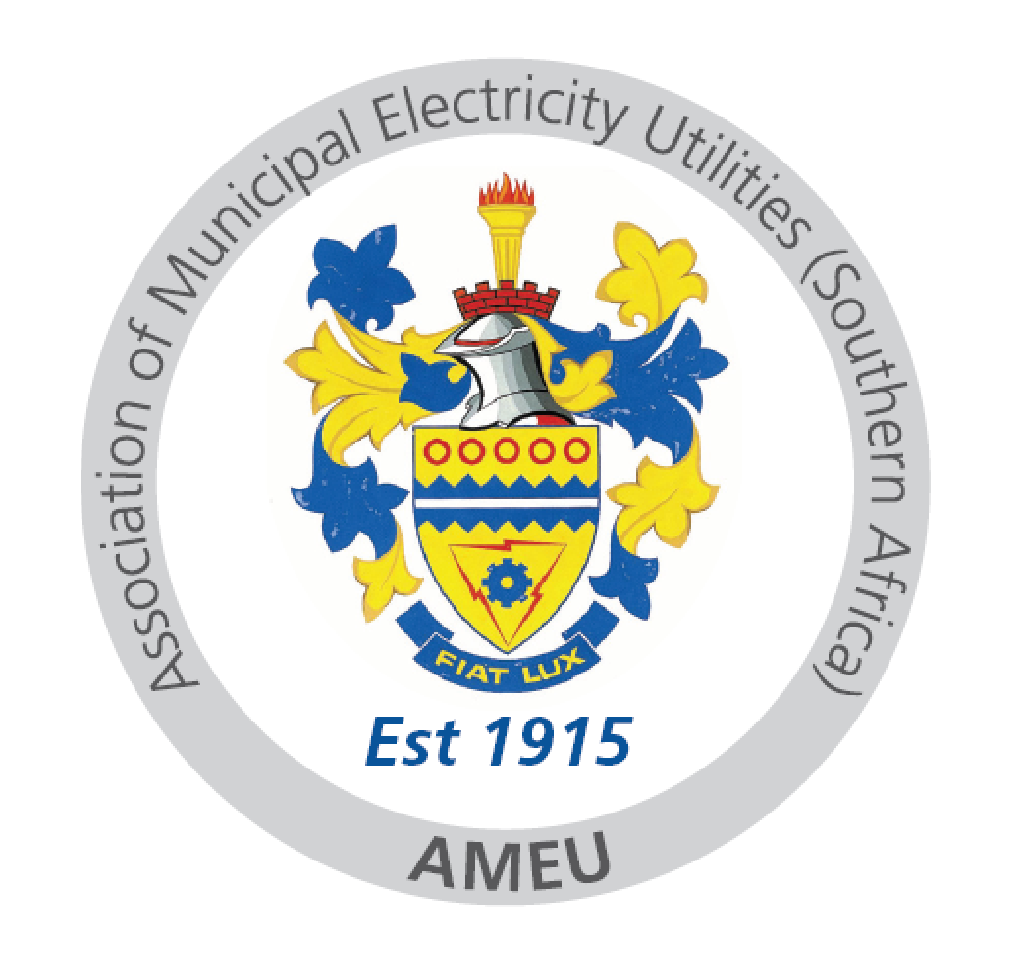 Association of Municipal Electricity Utilities (Southern Africa)
FIAT LUX
Est 1915
AMEU